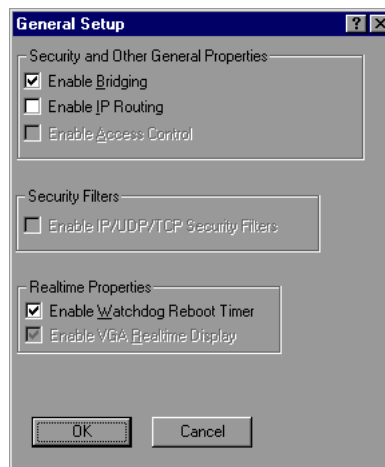 General Setup
Security and Other General Properties
Enable Bridging
Enable IP Routing
Enable Access Control
Security Filters
Enable IP/UDP/TCP Security Filters
Realtime Properties
Enable Watchdog Reboot Timer
Enable VGA Realtime Display
OK
Cancel